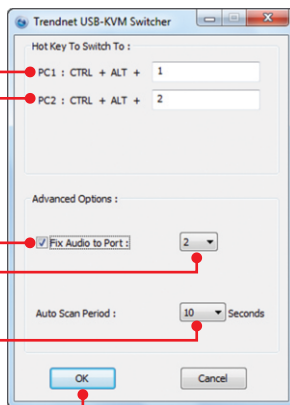 Trendnet USB-KVM Switcher
Hot Key To Switch To :
PC1 : CTRL + ALT + 1
PC2 : CTRL + ALT + 2
Advanced Options :
Fix Audio to Port : 2
Auto Scan Period : 10 Seconds
OK Cancel